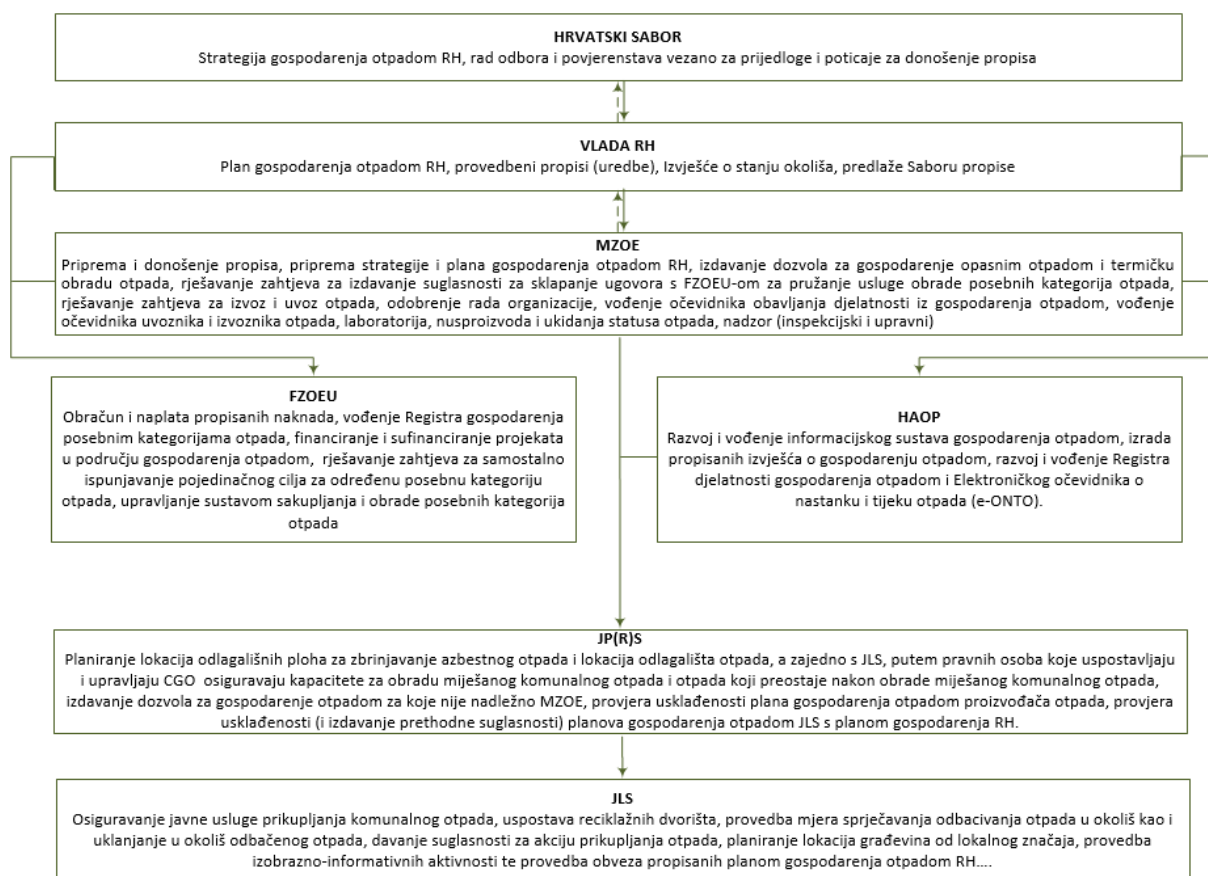 HRVATSKI SABOR
Strategija gospodarenja otpadom RH, rad odbora i povjerenstava vezano za prijedloge i poticaje za donošenje propisa
VLADA RH
Plan gospodarenja otpadom RH, provedbeni propisi (uredbe), Izvješće o stanju okoliša, predlaže Saboru propise
MZOE
Priprema i donošenje propisa, priprema strategije i plana gospodarenja otpadom RH, izdavanje dozvola za gospodarenje opasnim otpadom i termičku
obradu otpada, rješavanje zahtjeva za izdavanje suglasnosti za sklapanje ugovora s FZOEU-om za pružanje usluge obrade posebnih kategorija otpada,
rješavanje zahtjeva za izvoz i uvoz otpada, odobrenje rada organizacije, vođenje očevidnika obavljanja djelatnosti iz gospodarenja otpadom, vođenje
očevidnika uvoznika i izvoznika otpada, laboratorija, nusproizvoda i ukidanja statusa otpada, nadzor (inspekcijski i upravni)
FZOEU
Obračun i naplata propisanih naknada, vođenje Registra gospodarenja
posebnim kategorijama otpada, financiranje i sufinanciranje projekata
u području gospodarenja otpadom, rješavanje zahtjeva za samostalno
ispunjavanje pojedinačnog cilja za određenu posebnu kategoriju
otpada, upravljanje sustavom sakupljanja i obrade posebnih kategorija
otpada
HAOP
Razvoj i vođenje informacijskog sustava gospodarenja otpadom, izrada
propisanih izvješća o gospodarenju otpadom, razvoj i vođenje Registra
djelatnosti gospodarenja otpadom i Elektroničkog očevidnika o
nastanku i tijeku otpada (e-ONTO).
JP(R)S
Planiranje lokacija odlagališnih ploha za zbrinjavanje azbestnog otpada i lokacija odlagališta otpada, a zajedno s JLS, putem pravnih osoba koje uspostavljaju
i upravljaju CGO osiguravaju kapacitete za obradu miješanog komunalnog otpada i otpada koji preostaje nakon obrade miješanog komunalnog otpada,
izdavanje dozvola za gospodarenje otpadom za koje nije nadležno MZOE, provjera usklađenosti plana gospodarenja otpadom proizvođača otpada, provjera
usklađenosti (i izdavanje prethodne suglasnosti) planova gospodarenja otpadom JLS s planom gospodarenja RH.
JLS
Osiguravanje javne usluge prikupljanja komunalnog otpada, uspostava reciklažnih dvorišta, provedba mjera sprječavanja odbacivanja otpada u okoliš kao i
uklanjanje u okoliš odbačenog otpada, davanje suglasnosti za akciju prikupljanja otpada, planiranje lokacija građevina od lokalnog značaja, provedba
izobrazno-informativnih aktivnosti te provedba obveza propisanih planom gospodarenja otpadom RH....